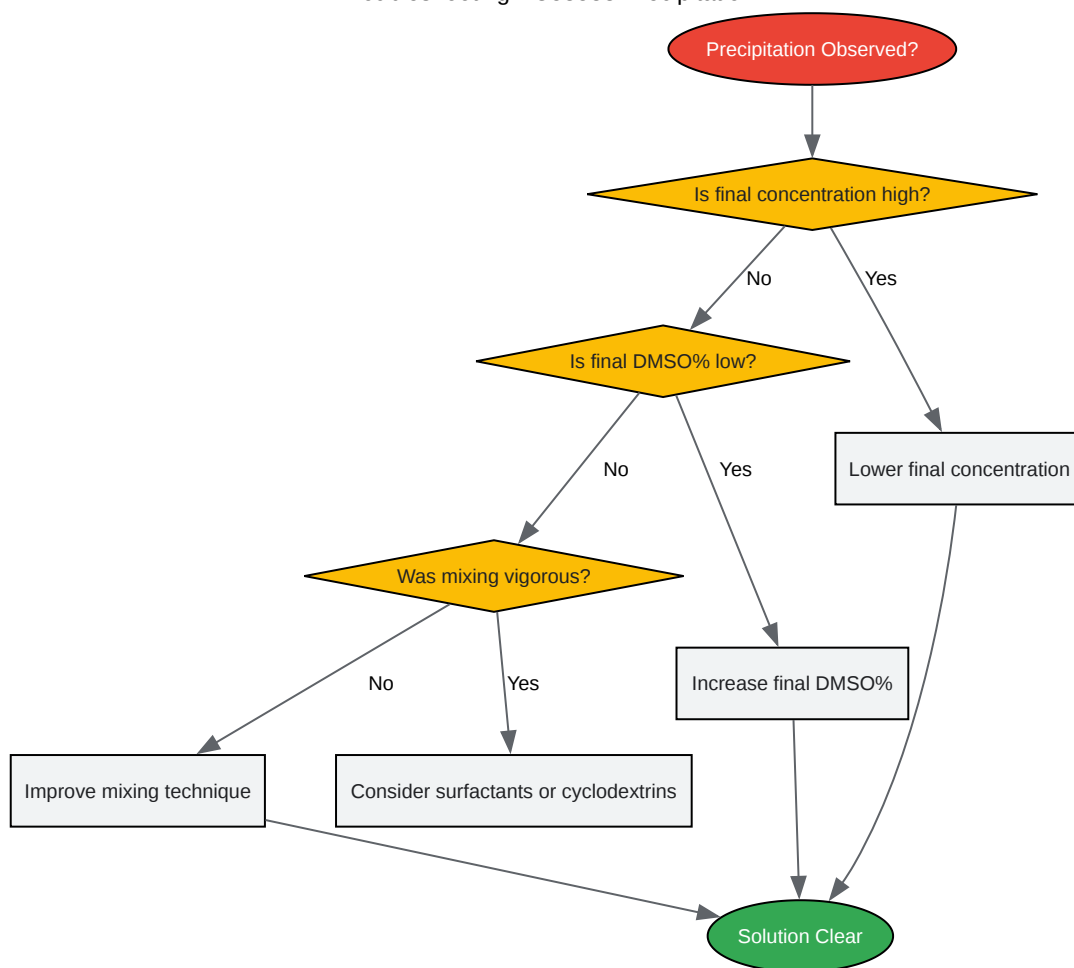 Precipitation Observed?
Is final concentration high?
No
Yes
Is final DMSO% low?
No
Yes
Lower final concentration
Was mixing vigorous?
No
Yes
Increase final DMSO%
Improve mixing technique
Consider surfactants or cyclodextrins
Solution Clear